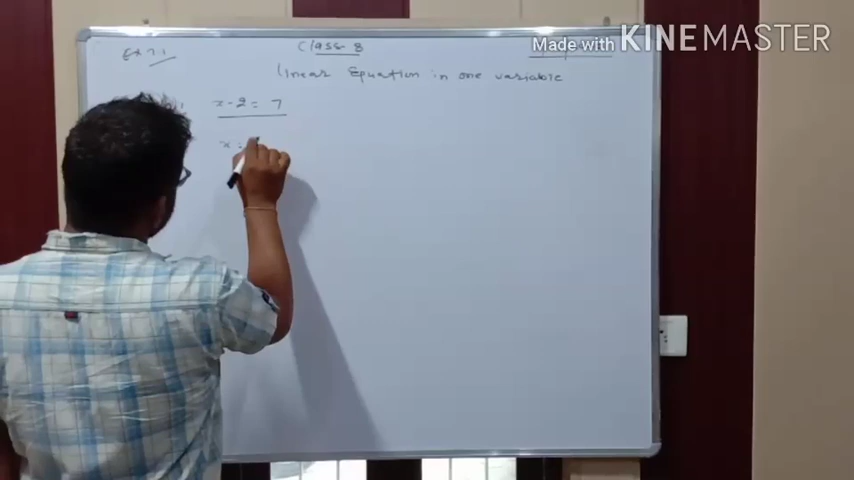 Made with KINEMASTER
Class 8
Ex 7.1
Linear Equation in one variable
x - 2 = 7
x =